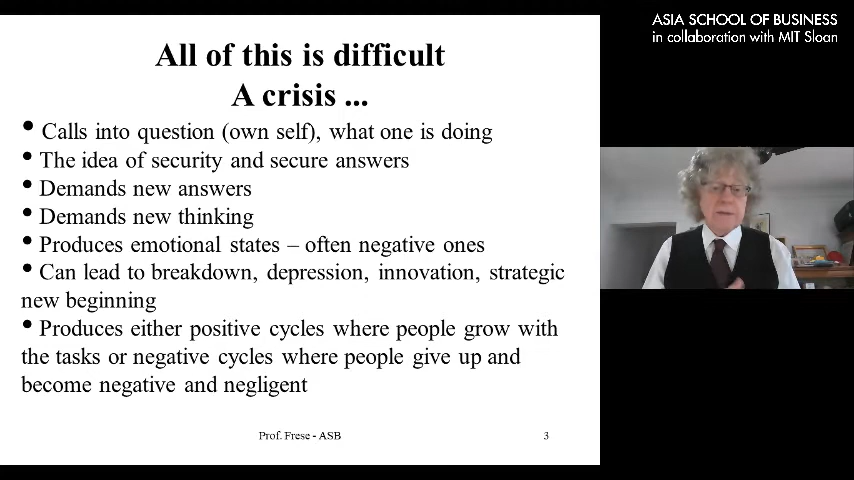 ASIA SCHOOL OF BUSINESS
in collaboration with MIT Sloan
All of this is difficult
A crisis ...
• Calls into question (own self), what one is doing
• The idea of security and secure answers
• Demands new answers
• Demands new thinking
• Produces emotional states – often negative ones
• Can lead to breakdown, depression, innovation, strategic
new beginning
• Produces either positive cycles where people grow with
the tasks or negative cycles where people give up and
become negative and negligent
Prof. Frese - ASB
3